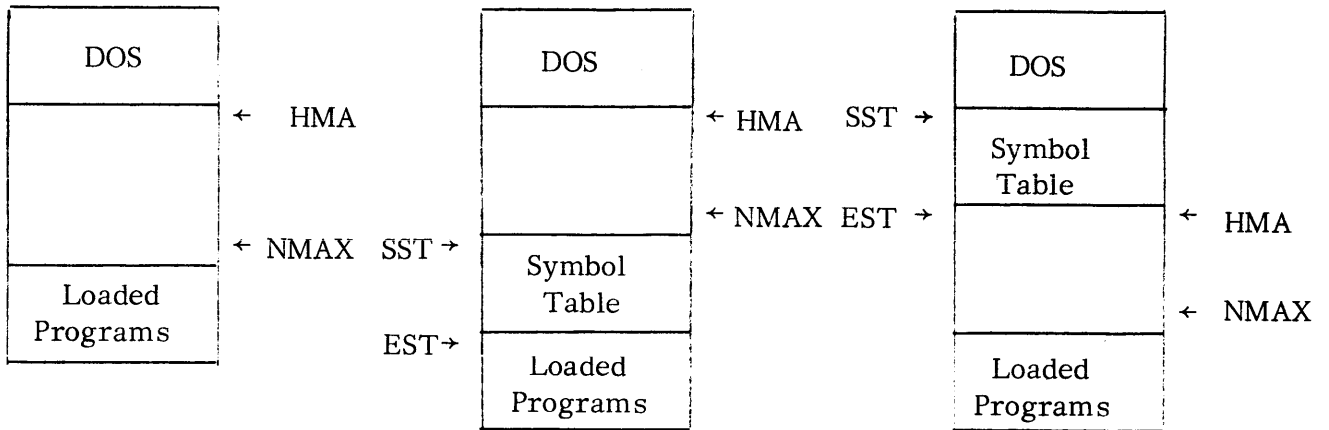 DOS
← HMA
← NMAX
Loaded
Programs
DOS
← HMA
← NMAX
SST →
Symbol
Table
EST→
Loaded
Programs
DOS
SST →
Symbol
Table
EST →
← HMA
← NMAX
Loaded
Programs